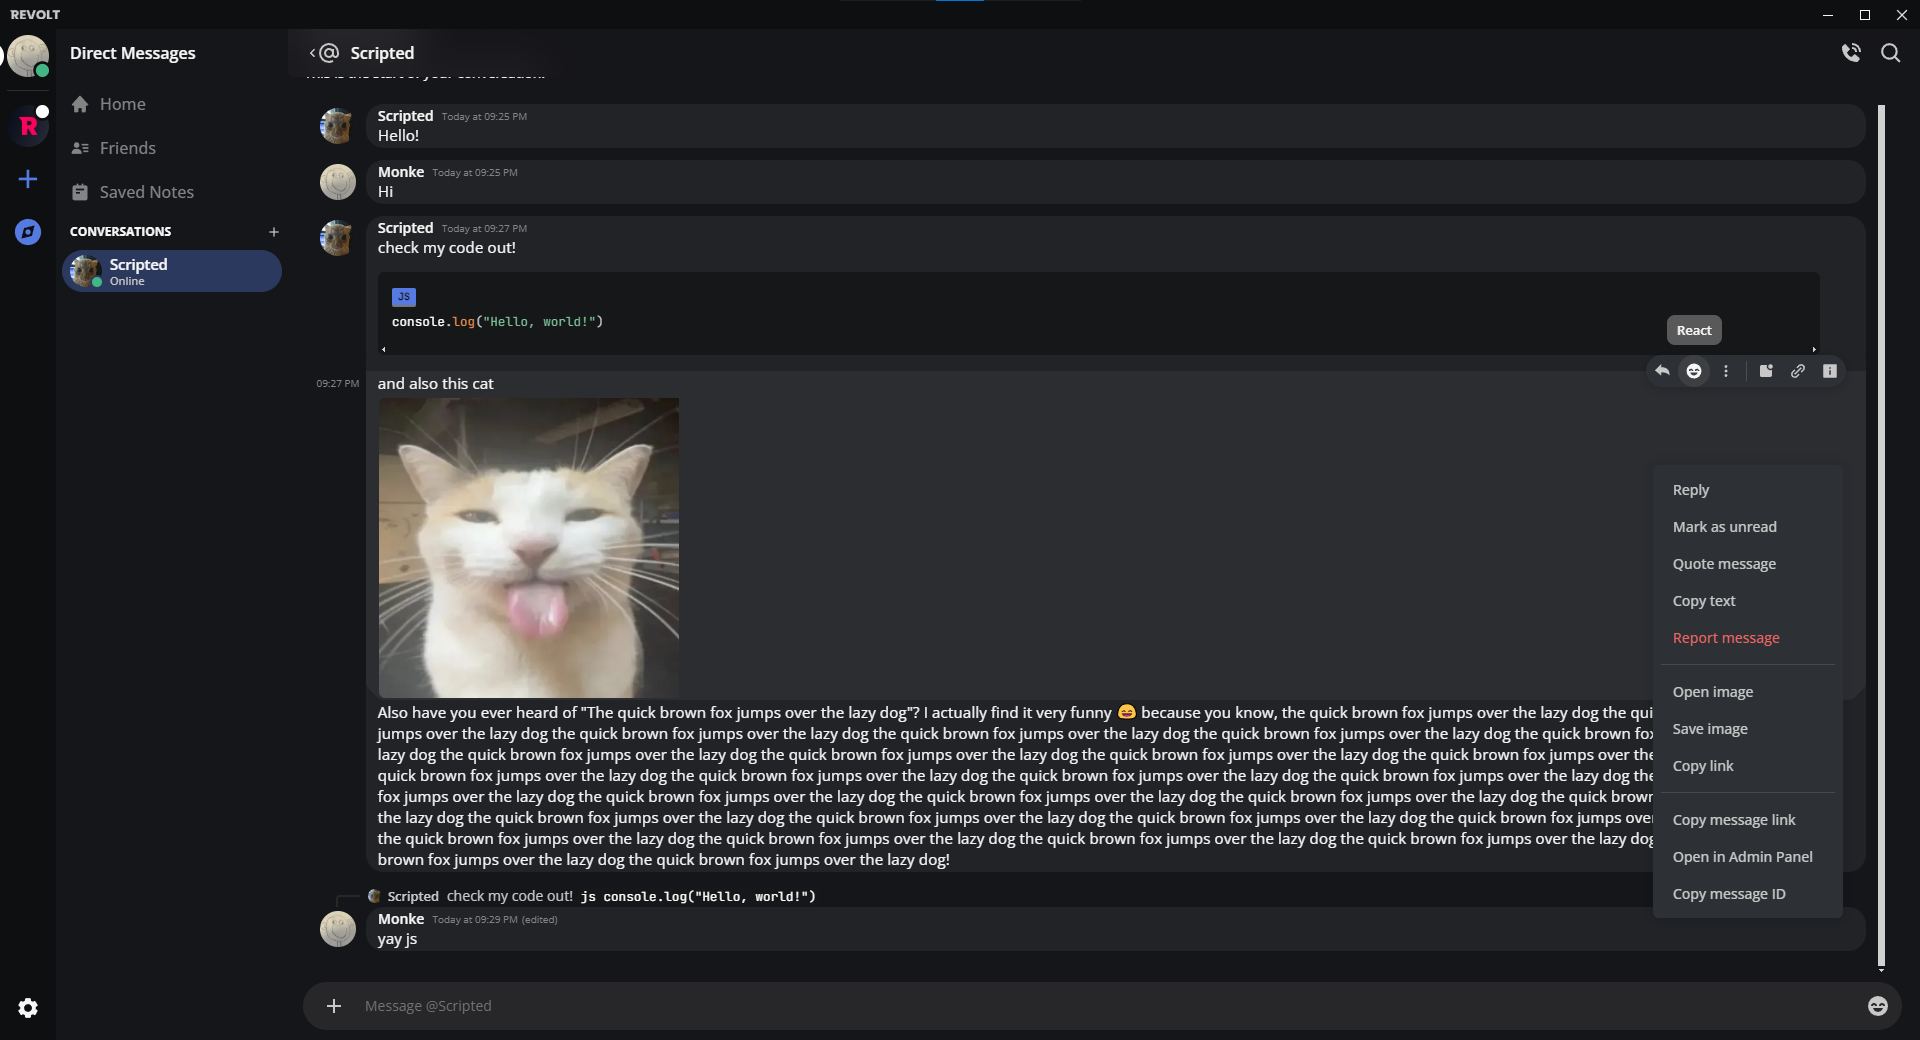 REVOLT
Direct Messages
Home
Friends
Saved Notes
CONVERSATIONS
Scripted
Online
Scripted
This is the start of your conversation.
Scripted Today at 09:25 PM
Hello!
Monke Today at 09:25 PM
Hi
Scripted Today at 09:27 PM
check my code out!
JS
console.log("Hello, world!")
React
09:27 PM and also this cat
Also have you ever heard of "The quick brown fox jumps over the lazy dog"? I actually find it very funny 😄 because you know, the quick brown fox jumps over the lazy dog the qui
jumps over the lazy dog the quick brown fox jumps over the lazy dog the quick brown fox jumps over the lazy dog the quick brown fox jumps over the lazy dog the quick brown fox
lazy dog the quick brown fox jumps over the lazy dog the quick brown fox jumps over the lazy dog the quick brown fox jumps over the lazy dog the quick brown fox jumps over the
quick brown fox jumps over the lazy dog the quick brown fox jumps over the lazy dog the quick brown fox jumps over the lazy dog the quick brown fox jumps over the lazy dog the
fox jumps over the lazy dog the quick brown fox jumps over the lazy dog the quick brown fox jumps over the lazy dog the quick brown fox jumps over the lazy dog the quick brown
the lazy dog the quick brown fox jumps over the lazy dog the quick brown fox jumps over the lazy dog the quick brown fox jumps over the lazy dog the quick brown fox jumps over
the quick brown fox jumps over the lazy dog the quick brown fox jumps over the lazy dog the quick brown fox jumps over the lazy dog the quick brown fox jumps over the lazy dog
brown fox jumps over the lazy dog the quick brown fox jumps over the lazy dog!
Scripted check my code out! js console.log("Hello, world!")
Monke Today at 09:29 PM (edited)
yay js
Message @Scripted
Reply
Mark as unread
Quote message
Copy text
Report message
Open image
Save image
Copy link
Copy message link
Open in Admin Panel
Copy message ID